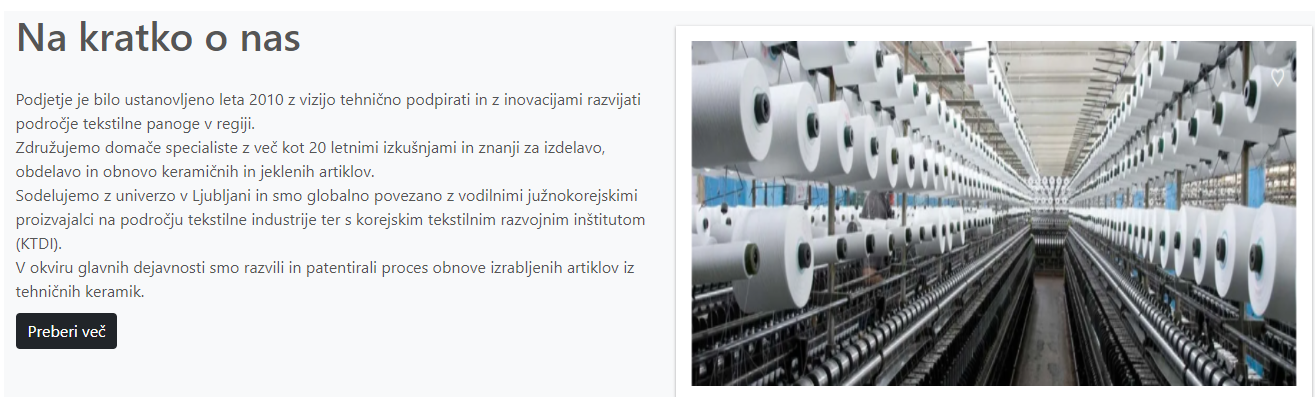 Na kratko o nas
Podjetje je bilo ustanovljeno leta 2010 z vizijo tehnično podpirati in z inovacijami razvijati
področje tekstilne panoge v regiji.
Združujemo domače specialiste z več kot 20 letnimi izkušnjami in znanji za izdelavo,
obdelavo in obnovo keramičnih in jeklenih artiklov.
Sodelujemo z univerzo v Ljubljani in smo globalno povezano z vodilnimi južnokorejskimi
proizvajalci na področju tekstilne industrije ter s korejskim tekstilnim razvojnim inštitutom
(KTDI).
V okviru glavnih dejavnosti smo razvili in patentirali proces obnove izrabljenih artiklov iz
tehničnih keramik.
Preberi več